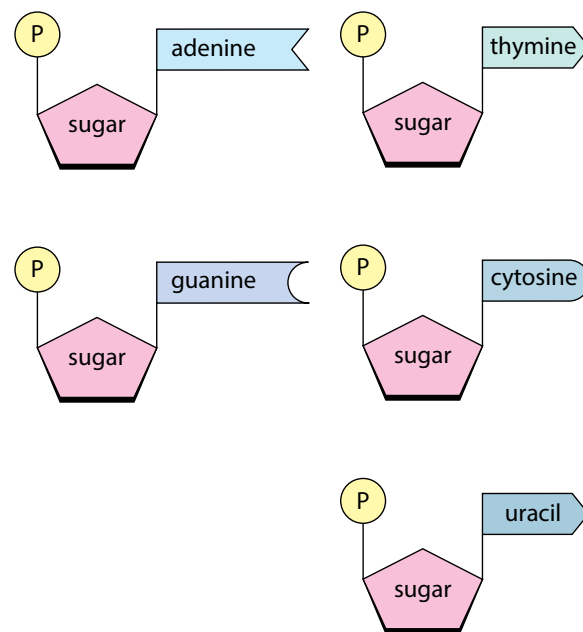 P
adenine
sugar
P
thymine
sugar
P
guanine
sugar
P
cytosine
sugar
P
uracil
sugar